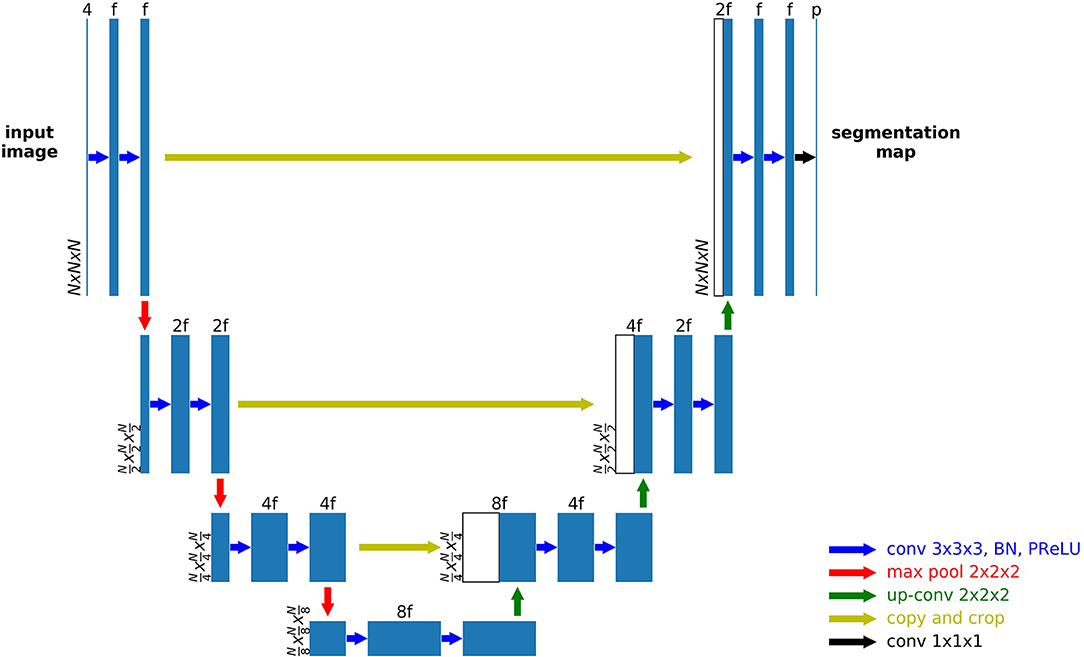 4 f f
2f f f p
input
image
segmentation
map
NxNxN
NxNxN
2f 2f
4f 2f
N/2xN/2xN/2
N/2xN/2xN/2
4f 4f
8f 4f
N/4xN/4xN/4
N/4xN/4xN/4
8f
N/8xN/8xN/8
conv 3x3x3, BN, PReLU
max pool 2x2x2
up-conv 2x2x2
copy and crop
conv 1x1x1